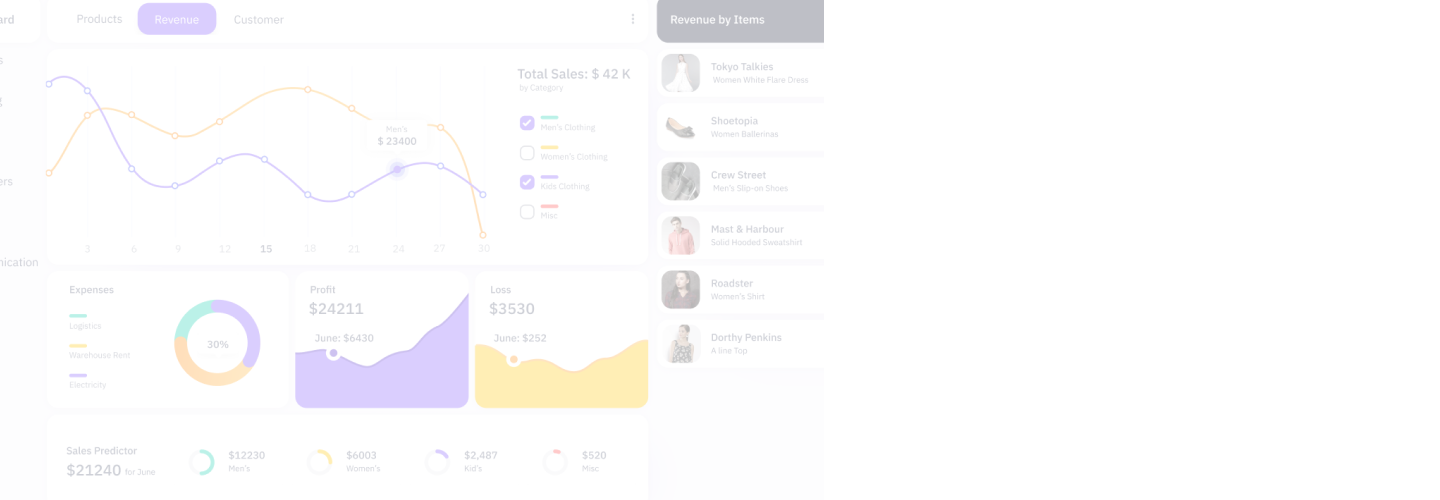 ard
Products
Revenue
Customer
Revenue by Items
s
ers
nication
Total Sales: $ 42 K
by Category
Men's Clothing
Women's Clothing
Kids Clothing
Misc
Men's
$ 23400
3 6 9 12 15 18 21 24 27 30
Tokyo Talkies
Women White Flare Dress
Shoetopia
Women Ballerinas
Crew Street
Men's Slip-on Shoes
Mast & Harbour
Solid Hooded Sweatshirt
Roadster
Women's Shirt
Dorthy Penkins
A line Top
Expenses
Logistics
Warshouse Rent
Electricity
30%
Profit
$24211
June: $6430
Loss
$3530
June: $252
Sales Predictor
$21240 for June
$12230
Men's
$6003
Women's
$2,487
Kid's
$520
Misc